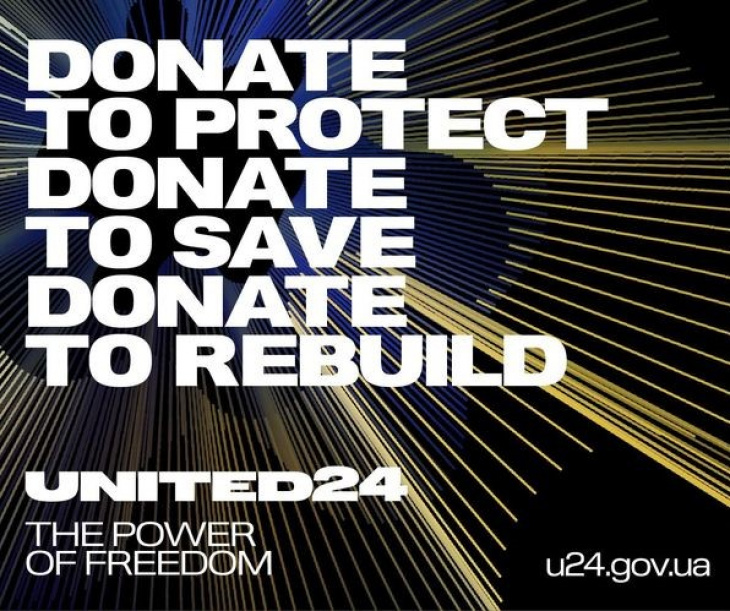 DONATE
TO PROTECT
DONATE
TO SAVE
DONATE
TO REBUILD
UNITED24
THE POWER
OF FREEDOM
u24.gov.ua